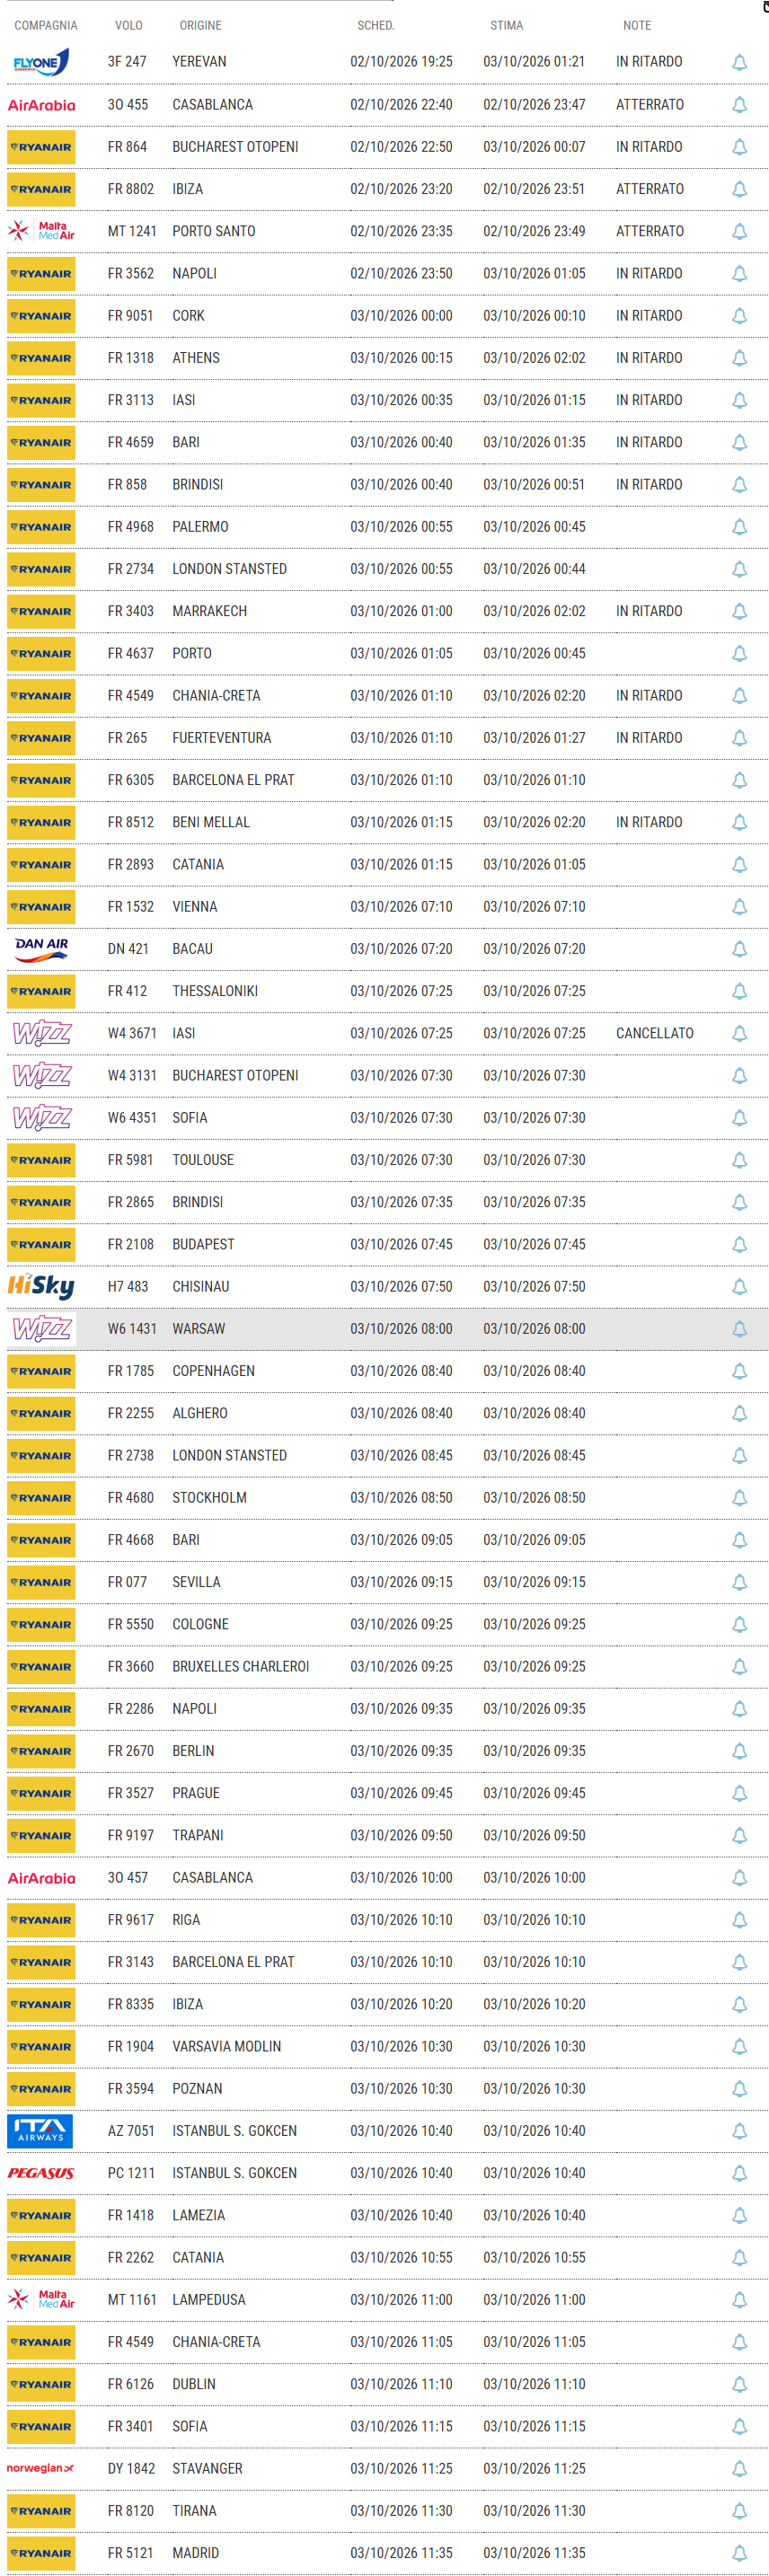 COMPAGNIA VOLO ORIGINE SCHED. STIMA NOTE
FLYONE ARMENIA 3F 247 YEREVAN 02/10/2026 19:25 03/10/2026 01:21 IN RITARDO
AirArabia 3O 455 CASABLANCA 02/10/2026 22:40 02/10/2026 23:47 ATTERRATO
RYANAIR FR 864 BUCHAREST OTOPENI 02/10/2026 22:50 03/10/2026 00:07 IN RITARDO
RYANAIR FR 8802 IBIZA 02/10/2026 23:20 02/10/2026 23:51 ATTERRATO
Malta MedAir MT 1241 PORTO SANTO 02/10/2026 23:35 02/10/2026 23:49 ATTERRATO
RYANAIR FR 3562 NAPOLI 02/10/2026 23:50 03/10/2026 01:05 IN RITARDO
RYANAIR FR 9051 CORK 03/10/2026 00:00 03/10/2026 00:10 IN RITARDO
RYANAIR FR 1318 ATHENS 03/10/2026 00:15 03/10/2026 02:02 IN RITARDO
RYANAIR FR 3113 IASI 03/10/2026 00:35 03/10/2026 01:15 IN RITARDO
RYANAIR FR 4659 BARI 03/10/2026 00:40 03/10/2026 01:35 IN RITARDO
RYANAIR FR 858 BRINDISI 03/10/2026 00:40 03/10/2026 00:51 IN RITARDO
RYANAIR FR 4968 PALERMO 03/10/2026 00:55 03/10/2026 00:45
RYANAIR FR 2734 LONDON STANSTED 03/10/2026 00:55 03/10/2026 00:44
RYANAIR FR 3403 MARRAKECH 03/10/2026 01:00 03/10/2026 02:02 IN RITARDO
RYANAIR FR 4637 PORTO 03/10/2026 01:05 03/10/2026 00:45
RYANAIR FR 4549 CHANIA-CRETA 03/10/2026 01:10 03/10/2026 02:20 IN RITARDO
RYANAIR FR 265 FUERTEVENTURA 03/10/2026 01:10 03/10/2026 01:27 IN RITARDO
RYANAIR FR 6305 BARCELONA EL PRAT 03/10/2026 01:10 03/10/2026 01:10
RYANAIR FR 8512 BENI MELLAL 03/10/2026 01:15 03/10/2026 02:20 IN RITARDO
RYANAIR FR 2893 CATANIA 03/10/2026 01:15 03/10/2026 01:05
RYANAIR FR 1532 VIENNA 03/10/2026 07:10 03/10/2026 07:10
DAN AIR DN 421 BACAU 03/10/2026 07:20 03/10/2026 07:20
RYANAIR FR 412 THESSALONIKI 03/10/2026 07:25 03/10/2026 07:25
WIZZ W4 3671 IASI 03/10/2026 07:25 03/10/2026 07:25 CANCELLATO
WIZZ W4 3131 BUCHAREST OTOPENI 03/10/2026 07:30 03/10/2026 07:30
WIZZ W6 4351 SOFIA 03/10/2026 07:30 03/10/2026 07:30
RYANAIR FR 5981 TOULOUSE 03/10/2026 07:30 03/10/2026 07:30
RYANAIR FR 2865 BRINDISI 03/10/2026 07:35 03/10/2026 07:35
RYANAIR FR 2108 BUDAPEST 03/10/2026 07:45 03/10/2026 07:45
HiSky H7 483 CHISINAU 03/10/2026 07:50 03/10/2026 07:50
WIZZ W6 1431 WARSAW 03/10/2026 08:00 03/10/2026 08:00
RYANAIR FR 1785 COPENHAGEN 03/10/2026 08:40 03/10/2026 08:40
RYANAIR FR 2255 ALGHERO 03/10/2026 08:40 03/10/2026 08:40
RYANAIR FR 2738 LONDON STANSTED 03/10/2026 08:45 03/10/2026 08:45
RYANAIR FR 4680 STOCKHOLM 03/10/2026 08:50 03/10/2026 08:50
RYANAIR FR 4668 BARI 03/10/2026 09:05 03/10/2026 09:05
RYANAIR FR 077 SEVILLA 03/10/2026 09:15 03/10/2026 09:15
RYANAIR FR 5550 COLOGNE 03/10/2026 09:25 03/10/2026 09:25
RYANAIR FR 3660 BRUXELLES CHARLEROI 03/10/2026 09:25 03/10/2026 09:25
RYANAIR FR 2286 NAPOLI 03/10/2026 09:35 03/10/2026 09:35
RYANAIR FR 2670 BERLIN 03/10/2026 09:35 03/10/2026 09:35
RYANAIR FR 3527 PRAGUE 03/10/2026 09:45 03/10/2026 09:45
RYANAIR FR 9197 TRAPANI 03/10/2026 09:50 03/10/2026 09:50
AirArabia 3O 457 CASABLANCA 03/10/2026 10:00 03/10/2026 10:00
RYANAIR FR 9617 RIGA 03/10/2026 10:10 03/10/2026 10:10
RYANAIR FR 3143 BARCELONA EL PRAT 03/10/2026 10:10 03/10/2026 10:10
RYANAIR FR 8335 IBIZA 03/10/2026 10:20 03/10/2026 10:20
RYANAIR FR 1904 VARSAVIA MODLIN 03/10/2026 10:30 03/10/2026 10:30
RYANAIR FR 3594 POZNAN 03/10/2026 10:30 03/10/2026 10:30
ITA AIRWAYS AZ 7051 ISTANBUL S. GOKCEN 03/10/2026 10:40 03/10/2026 10:40
PEGASUS PC 1211 ISTANBUL S. GOKCEN 03/10/2026 10:40 03/10/2026 10:40
RYANAIR FR 1418 LAMEZIA 03/10/2026 10:40 03/10/2026 10:40
RYANAIR FR 2262 CATANIA 03/10/2026 10:55 03/10/2026 10:55
Malta MedAir MT 1161 LAMPEDUSA 03/10/2026 11:00 03/10/2026 11:00
RYANAIR FR 4549 CHANIA-CRETA 03/10/2026 11:05 03/10/2026 11:05
RYANAIR FR 6126 DUBLIN 03/10/2026 11:10 03/10/2026 11:10
RYANAIR FR 3401 SOFIA 03/10/2026 11:15 03/10/2026 11:15
norwegian DY 1842 STAVANGER 03/10/2026 11:25 03/10/2026 11:25
RYANAIR FR 8120 TIRANA 03/10/2026 11:30 03/10/2026 11:30
RYANAIR FR 5121 MADRID 03/10/2026 11:35 03/10/2026 11:35